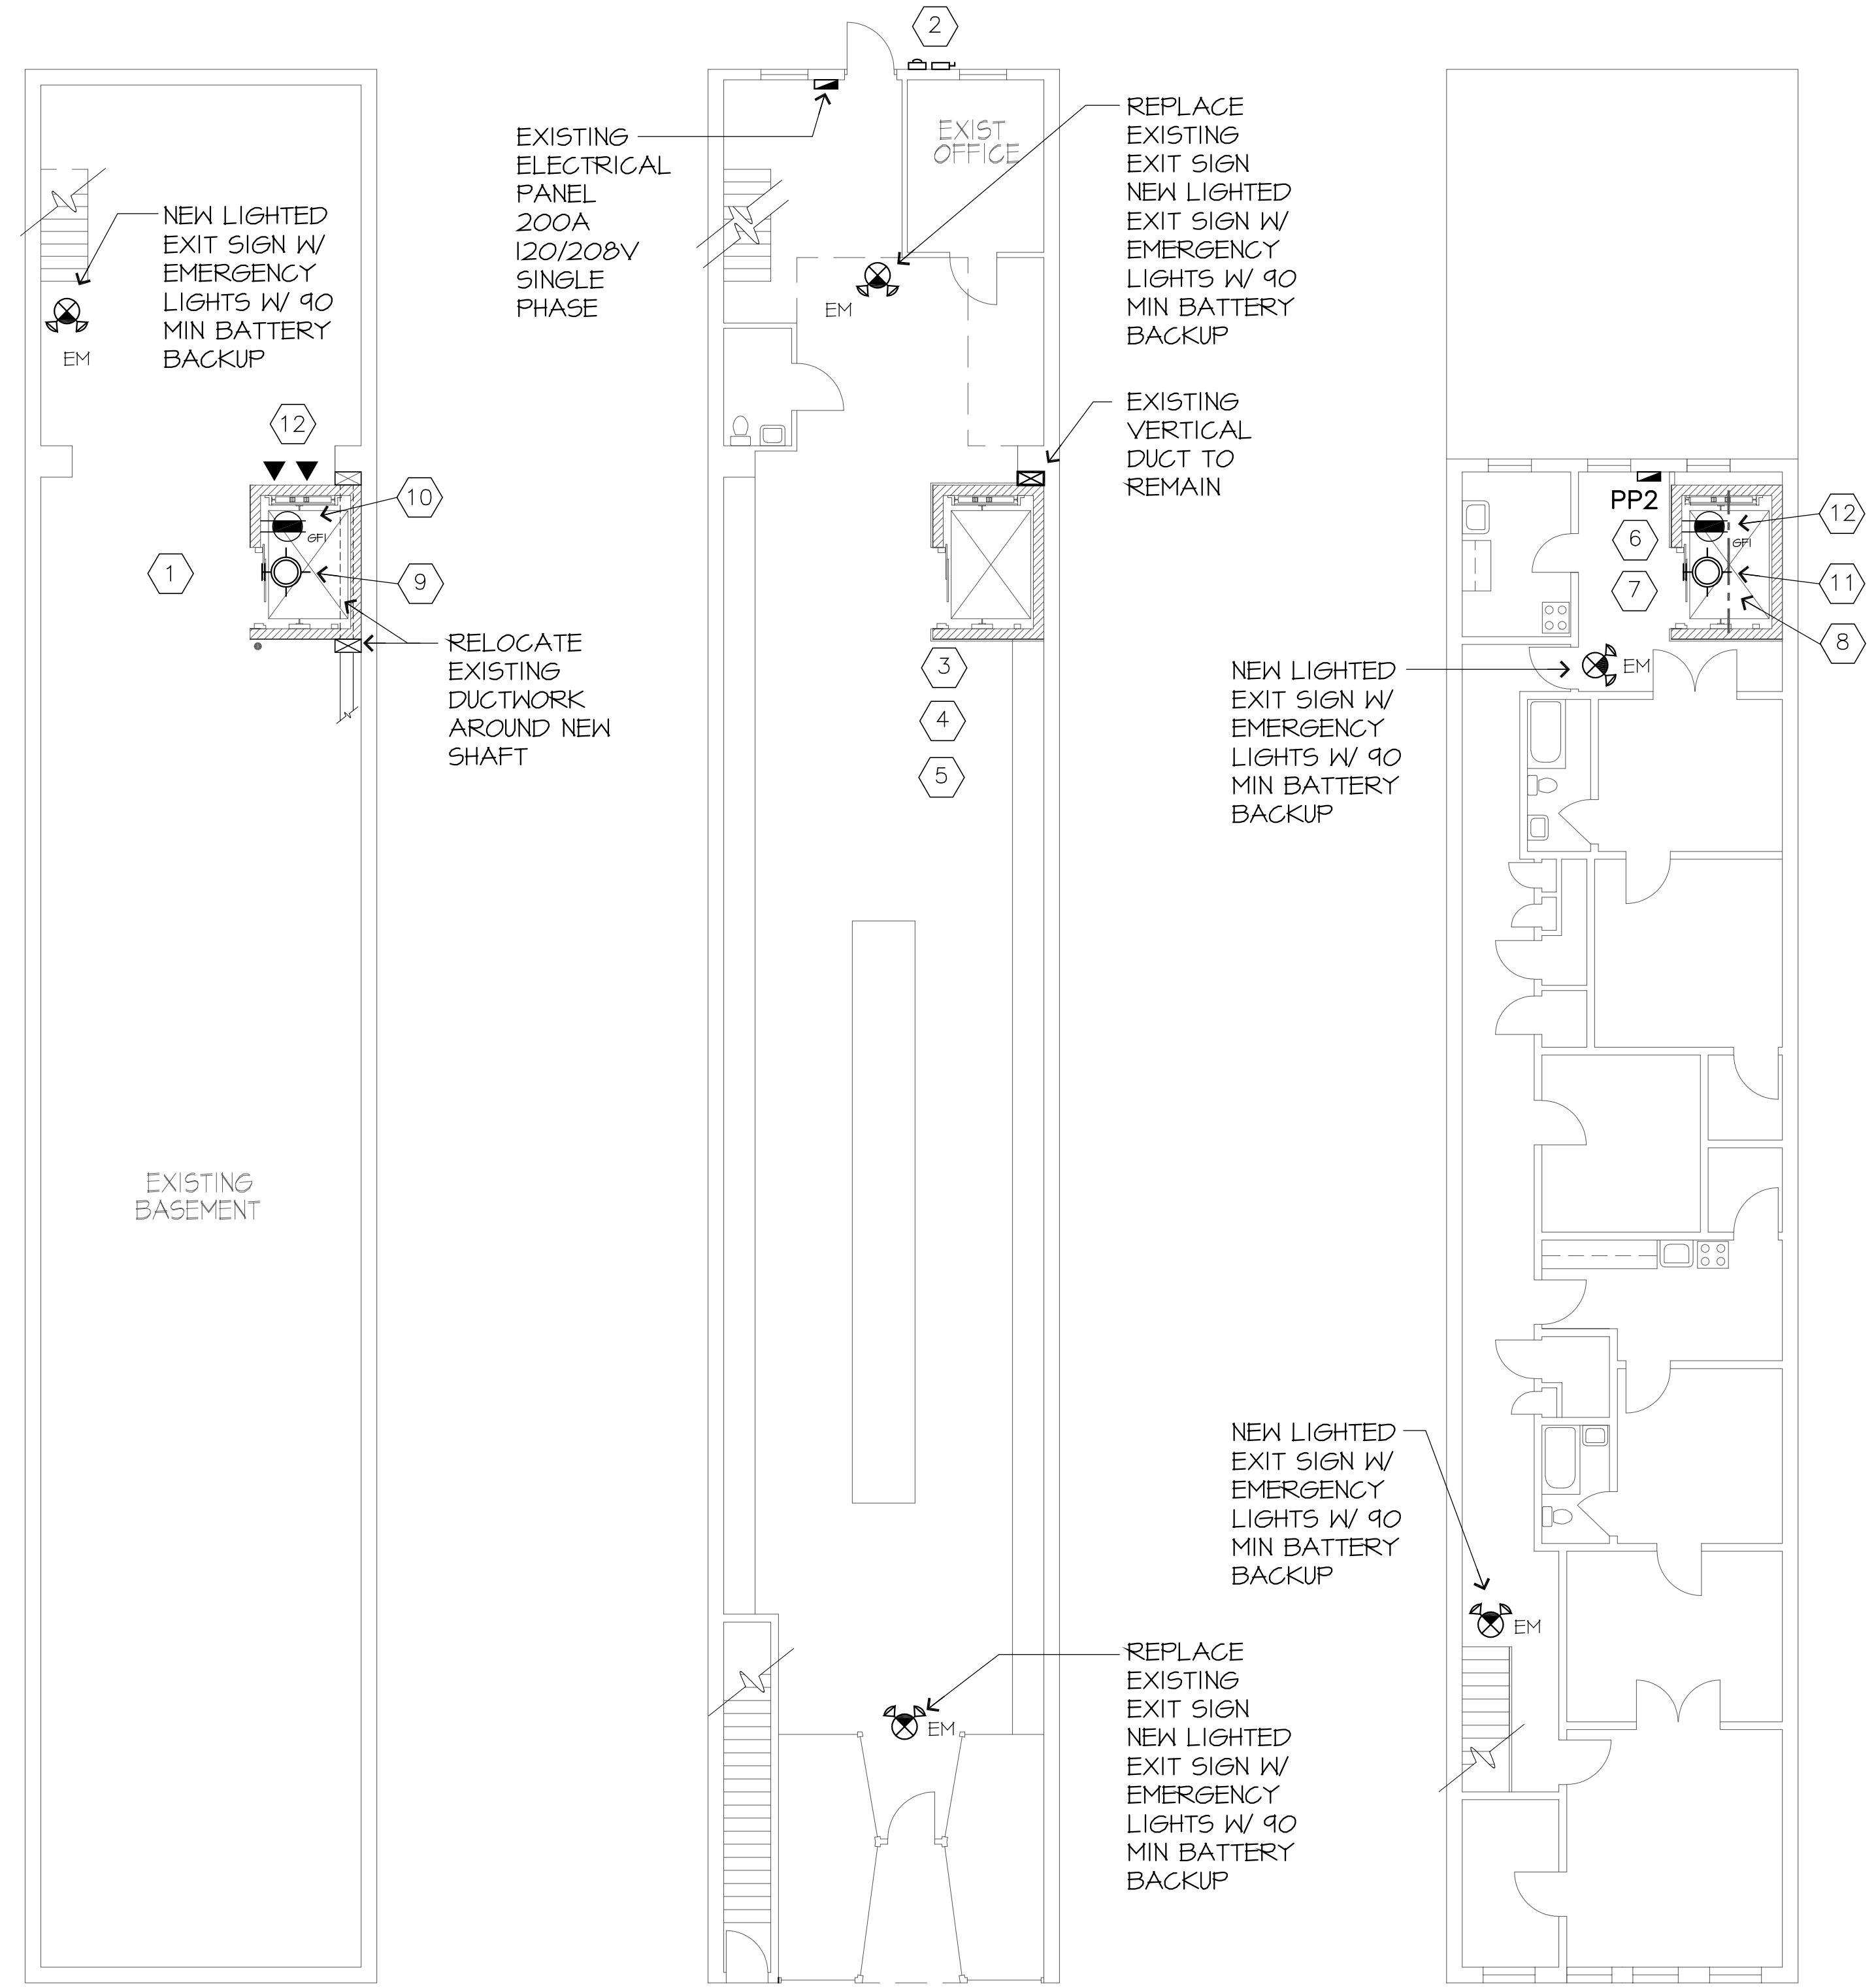 NEW LIGHTED
EXIT SIGN W/
EMERGENCY
LIGHTS W/ 90
MIN BATTERY
BACKUP
EM
12
10
GFI
1
9
RELOCATE
EXISTING
DUCTWORK
AROUND NEW
SHAFT
EXISTING
BASEMENT
2
EXISTING
ELECTRICAL
PANEL
200A
120/208V
SINGLE
PHASE
EXIST
OFFICE
REPLACE
EXISTING
EXIT SIGN
NEW LIGHTED
EXIT SIGN W/
EMERGENCY
LIGHTS W/ 90
MIN BATTERY
BACKUP
EM
EXISTING
VERTICAL
DUCT TO
REMAIN
3
4
5
REPLACE
EXISTING
EXIT SIGN
NEW LIGHTED
EXIT SIGN W/
EMERGENCY
LIGHTS W/ 90
MIN BATTERY
BACKUP
EM
PP2
6
7
12
GFI
11
8
NEW LIGHTED
EXIT SIGN W/
EMERGENCY
LIGHTS W/ 90
MIN BATTERY
BACKUP
EM
NEW LIGHTED
EXIT SIGN W/
EMERGENCY
LIGHTS W/ 90
MIN BATTERY
BACKUP
EM